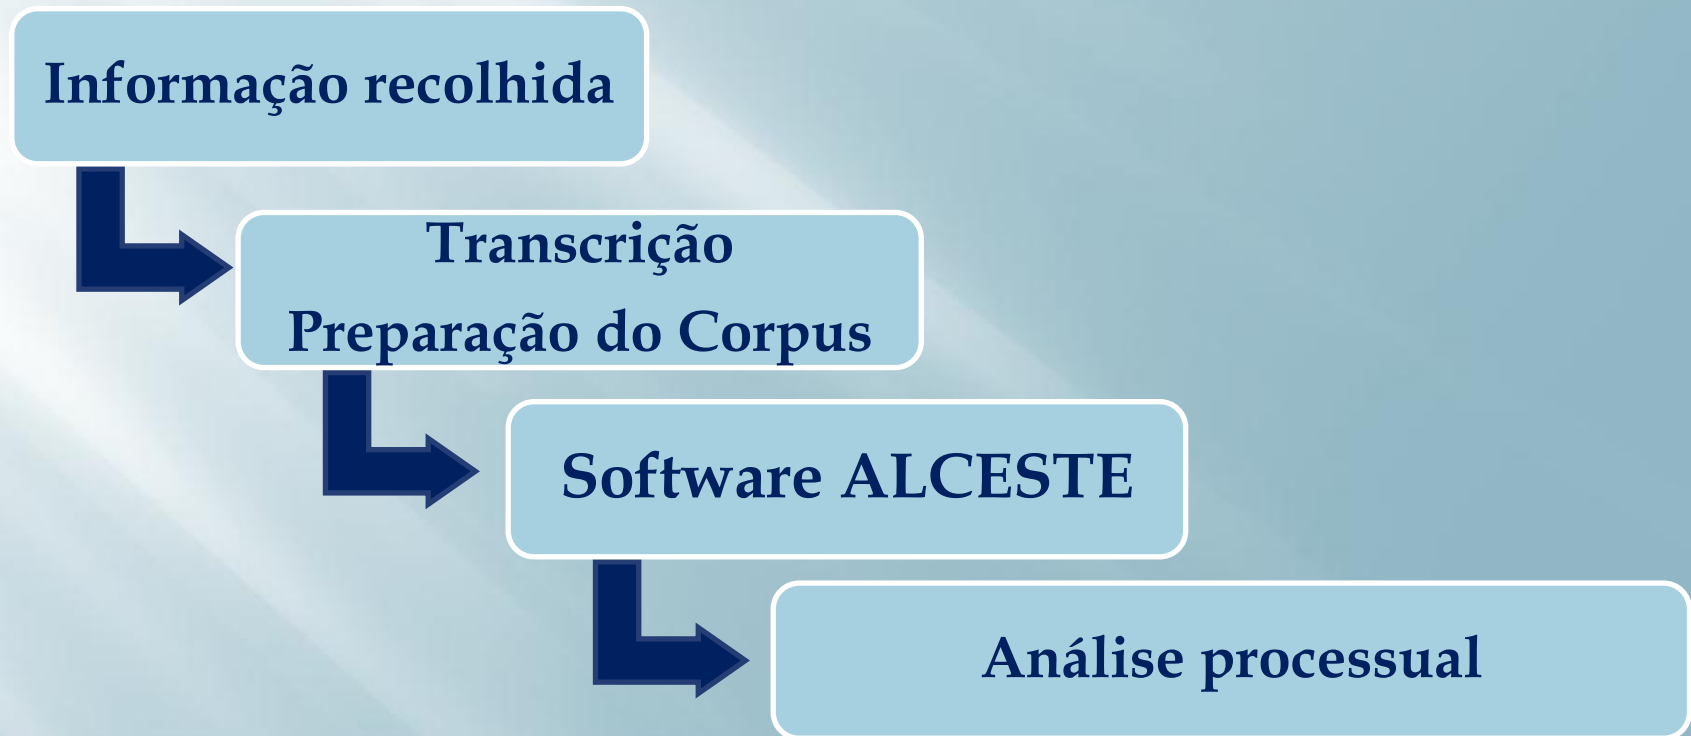 Informação recolhida
Transcrição
Preparação do Corpus
Software ALCESTE
Análise processual